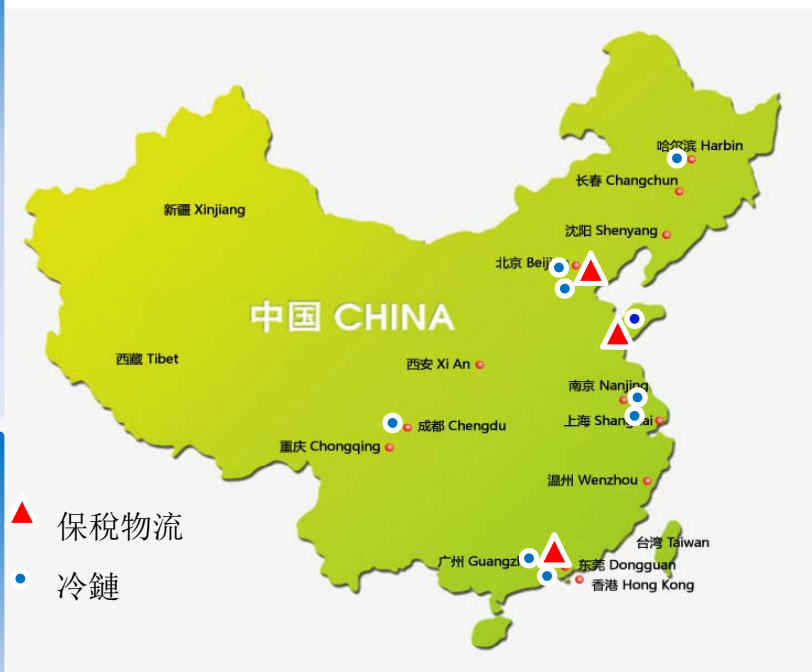 哈尔滨 Harbin
长春 Changchun
沈阳 Shenyang
北京 Beijing
新疆 Xinjiang
中国 CHINA
西藏 Tibet
西安 Xi An
南京 Nanjing
上海 Shanghai
成都 Chengdu
重庆 Chongqing
温州 Wenzhou
保稅物流
台湾 Taiwan
广州 Guangzh
东莞 Dongguan
冷鏈
香港 Hong Kong